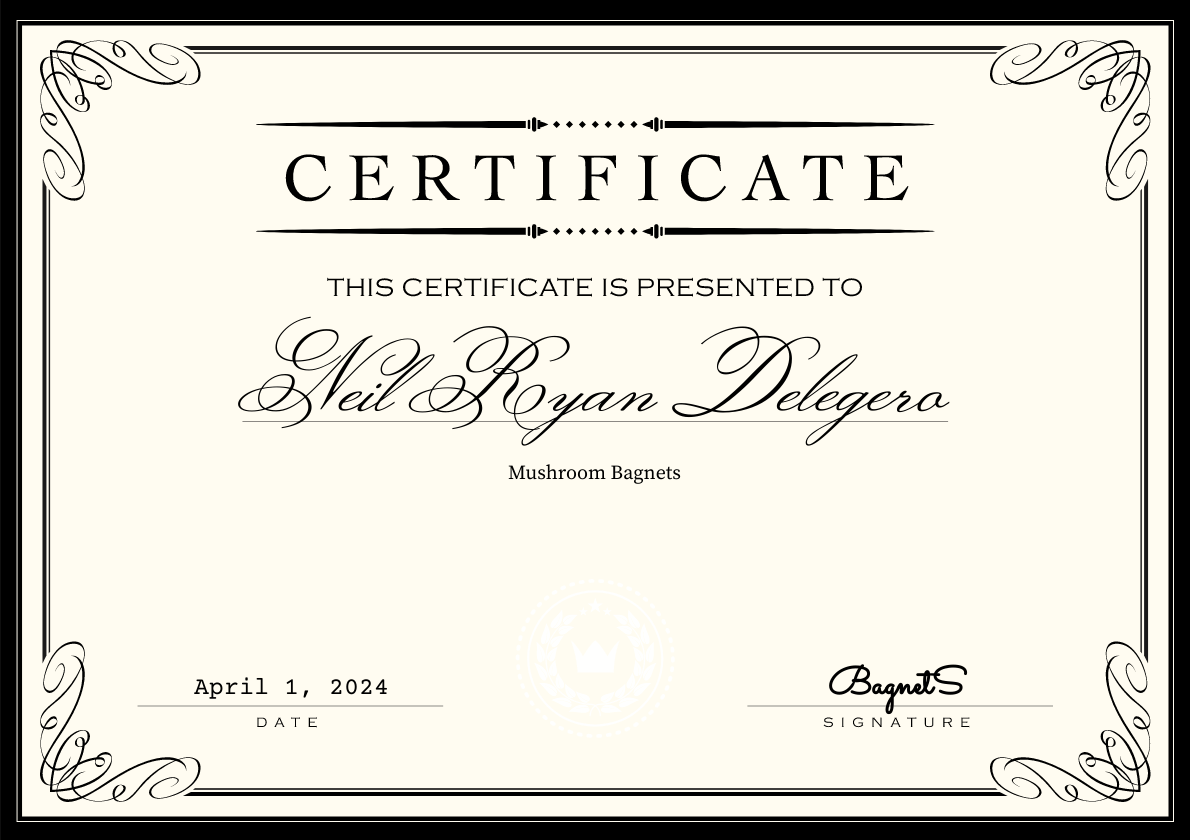 CERTIFICATE
THIS CERTIFICATE IS PRESENTED TO
Neil Ryan Delegero
Mushroom Bagnets
April 1, 2024
DATE
BagnetS
SIGNATURE